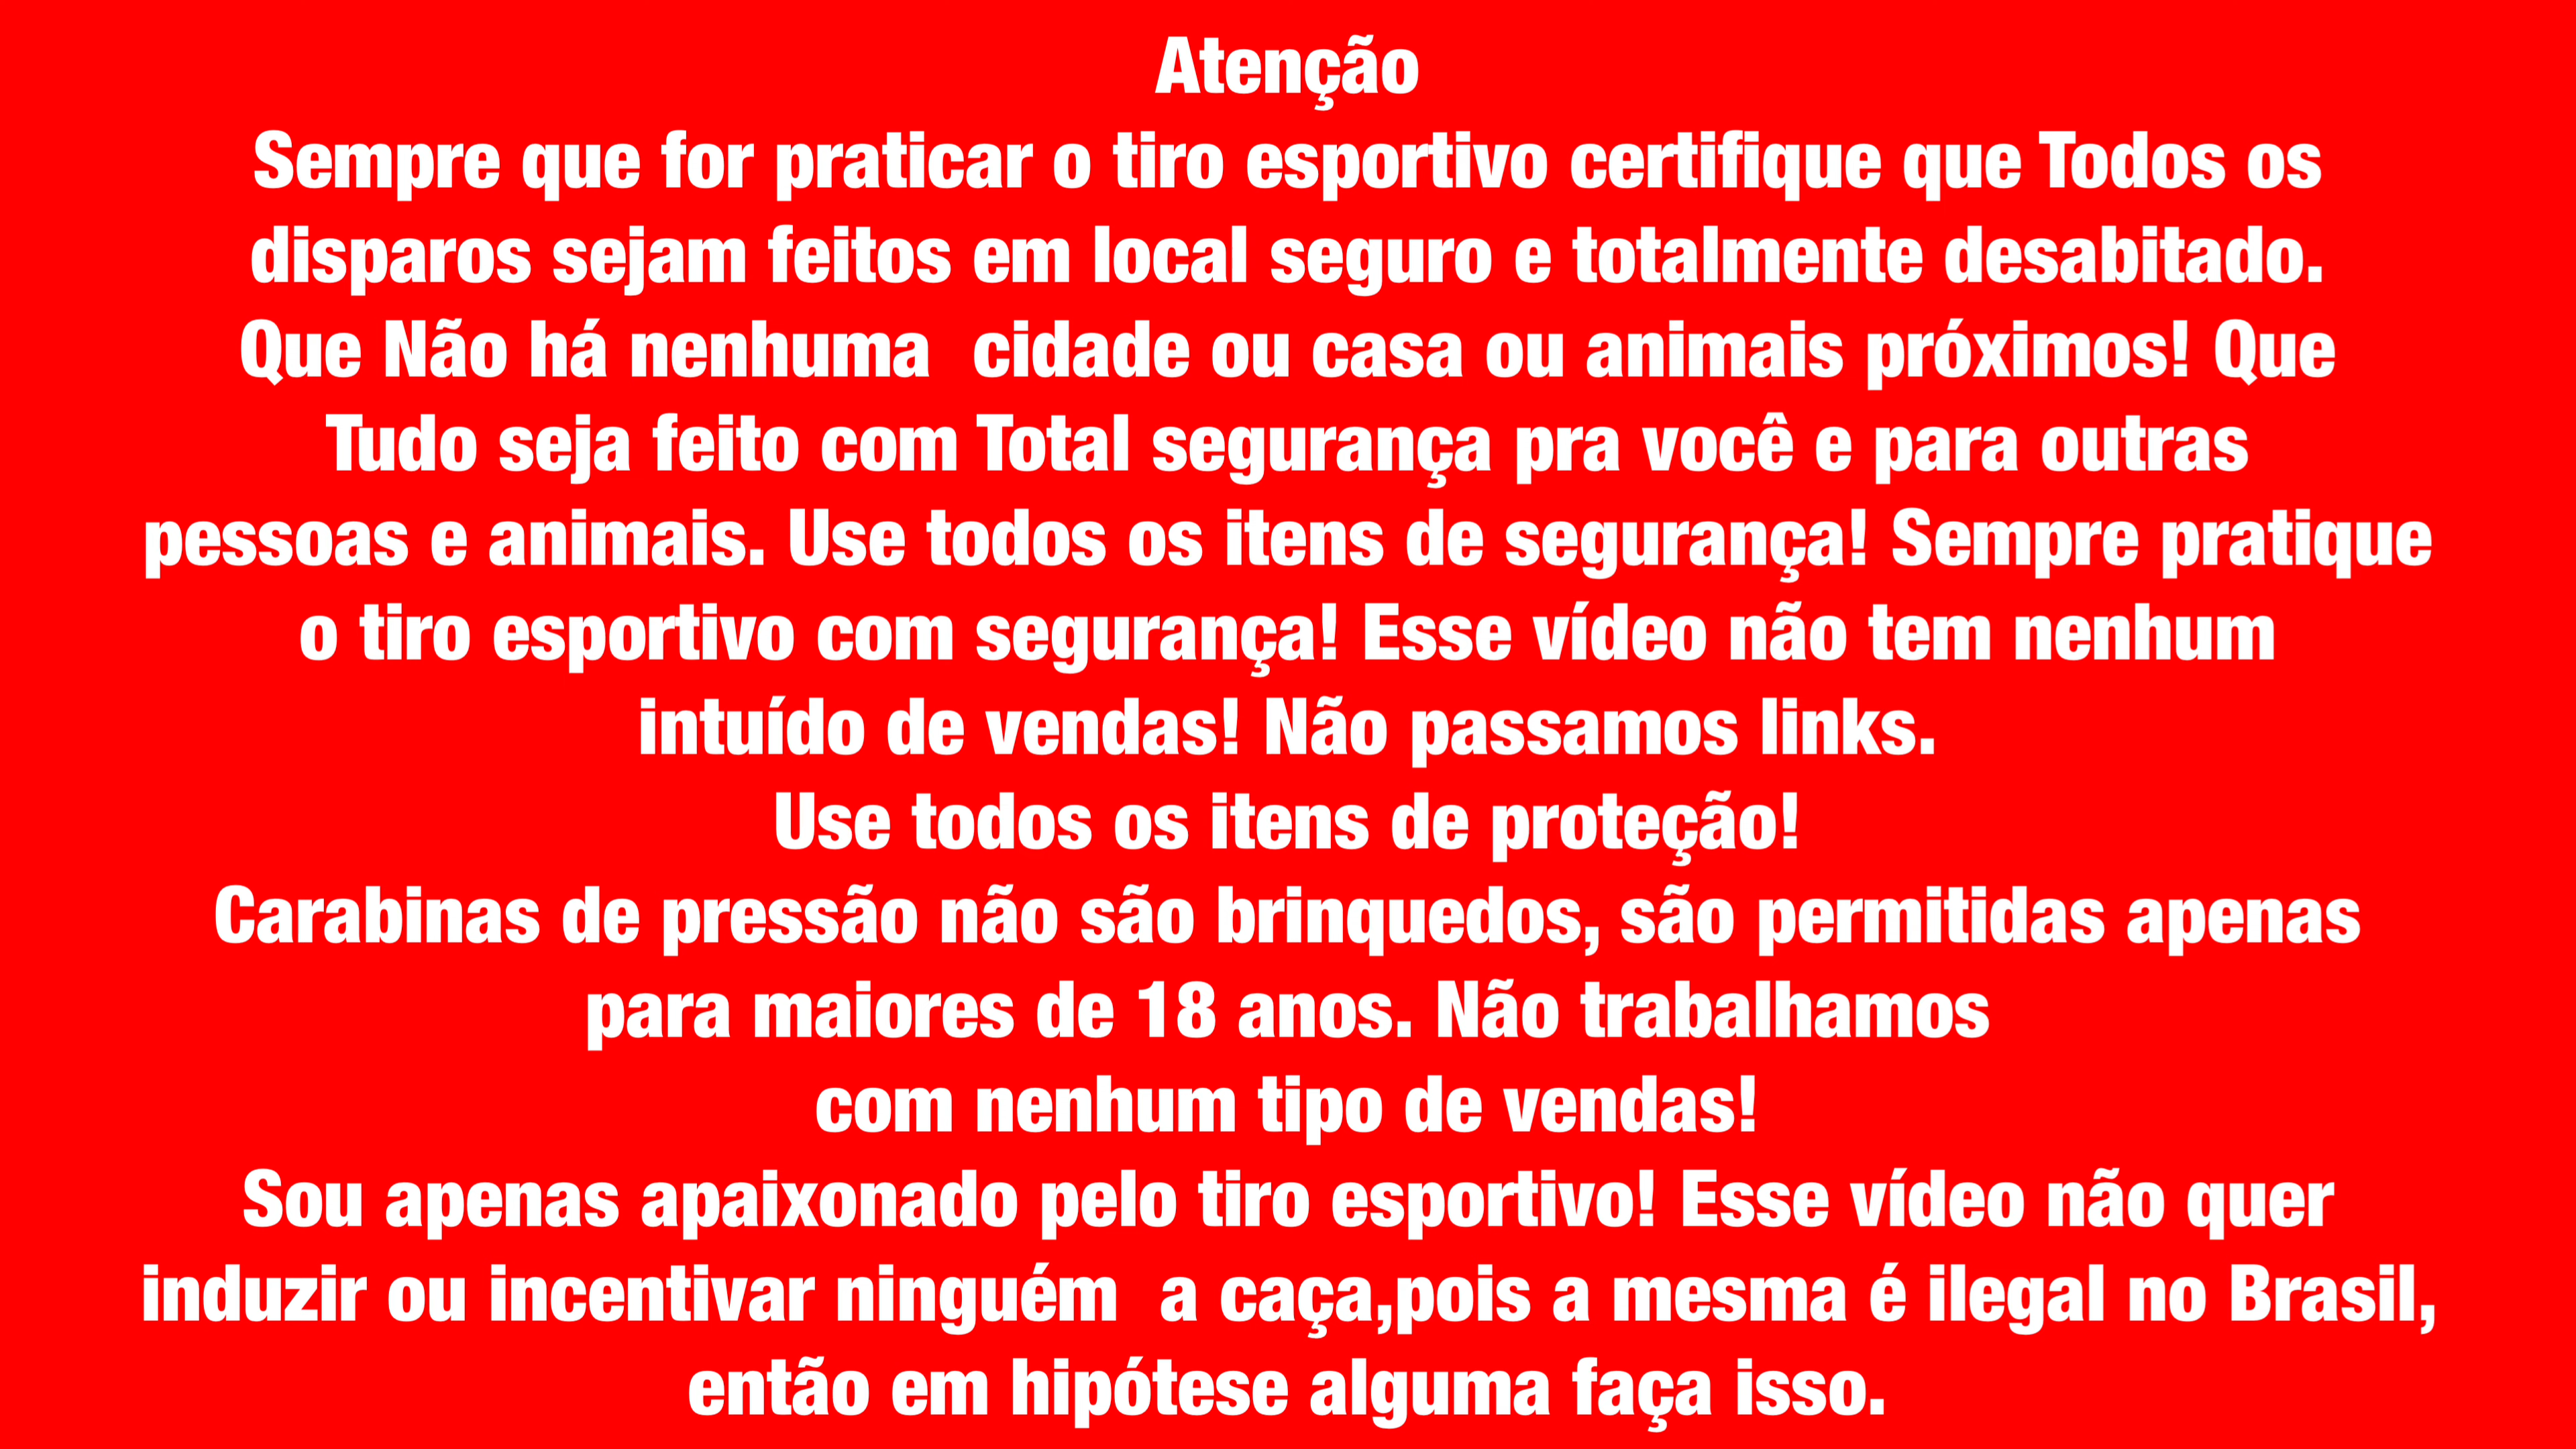 Atenção
Sempre que for praticar o tiro esportivo certifique que Todos os
disparos sejam feitos em local seguro e totalmente desabitado.
Que Não há nenhuma  cidade ou casa ou animais próximos! Que
Tudo seja feito com Total segurança pra você e para outras
pessoas e animais. Use todos os itens de segurança! Sempre pratique
o tiro esportivo com segurança! Esse vídeo não tem nenhum
intuído de vendas! Não passamos links.
Use todos os itens de proteção!
Carabinas de pressão não são brinquedos, são permitidas apenas
para maiores de 18 anos. Não trabalhamos
com nenhum tipo de vendas!
Sou apenas apaixonado pelo tiro esportivo! Esse vídeo não quer
induzir ou incentivar ninguém  a caça,pois a mesma é ilegal no Brasil,
então em hipótese alguma faça isso.